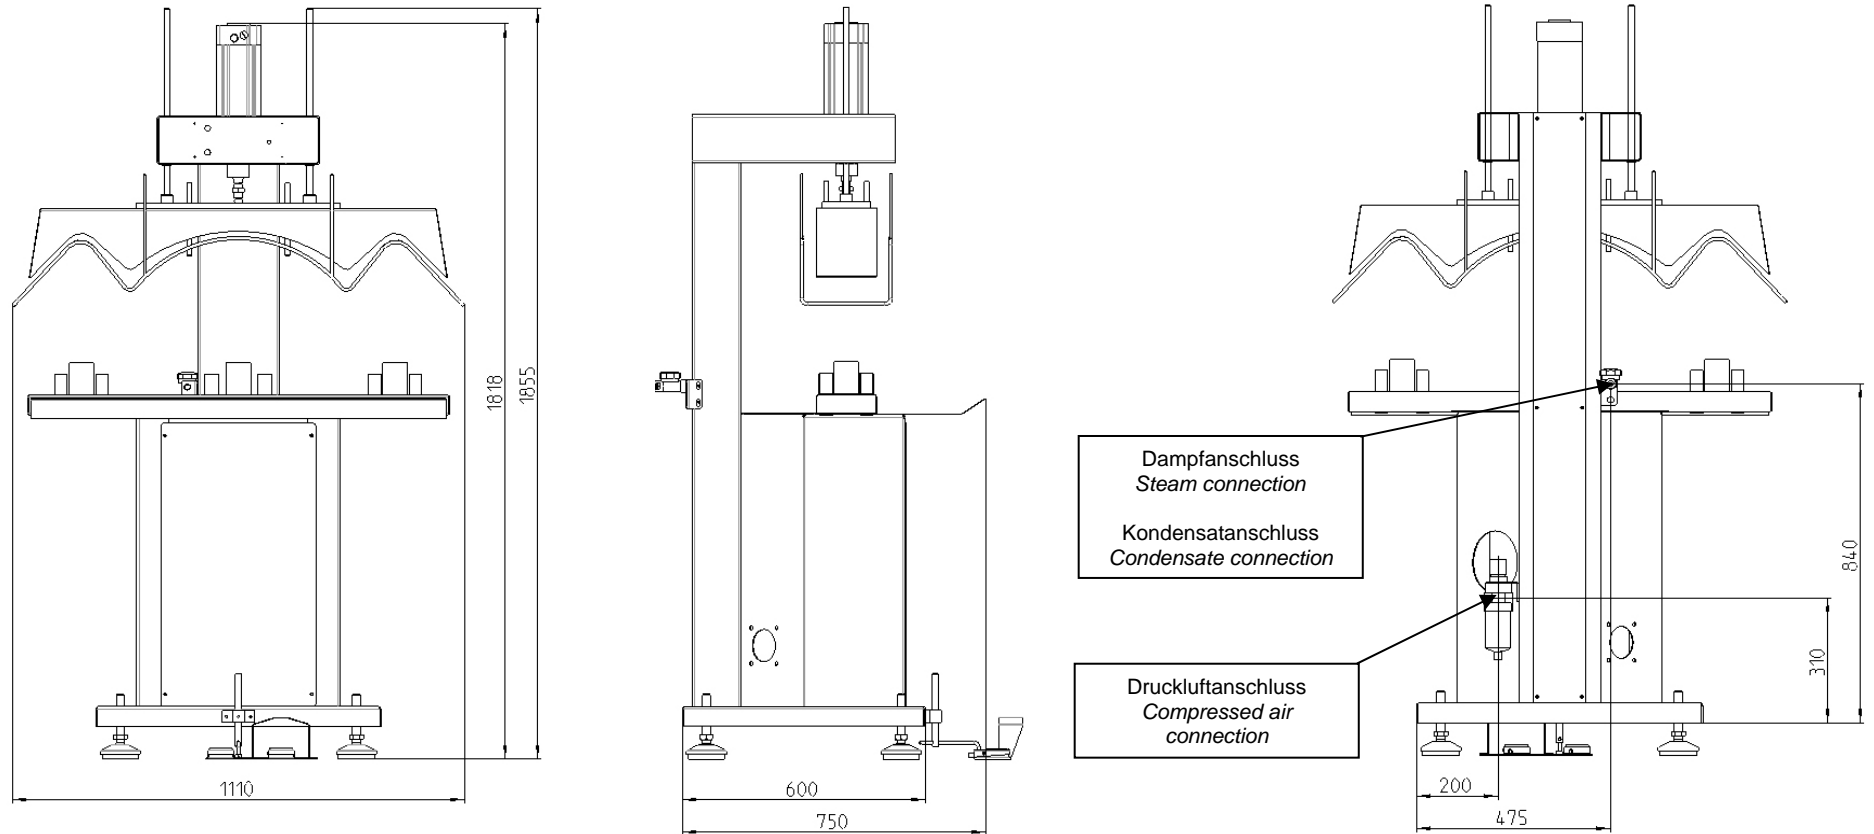 1818
1855
1110
600
750
Dampfanschluss
Steam connection
Kondensatanschluss
Condensate connection
Druckluftanschluss
Compressed air
connection
840
310
200
475